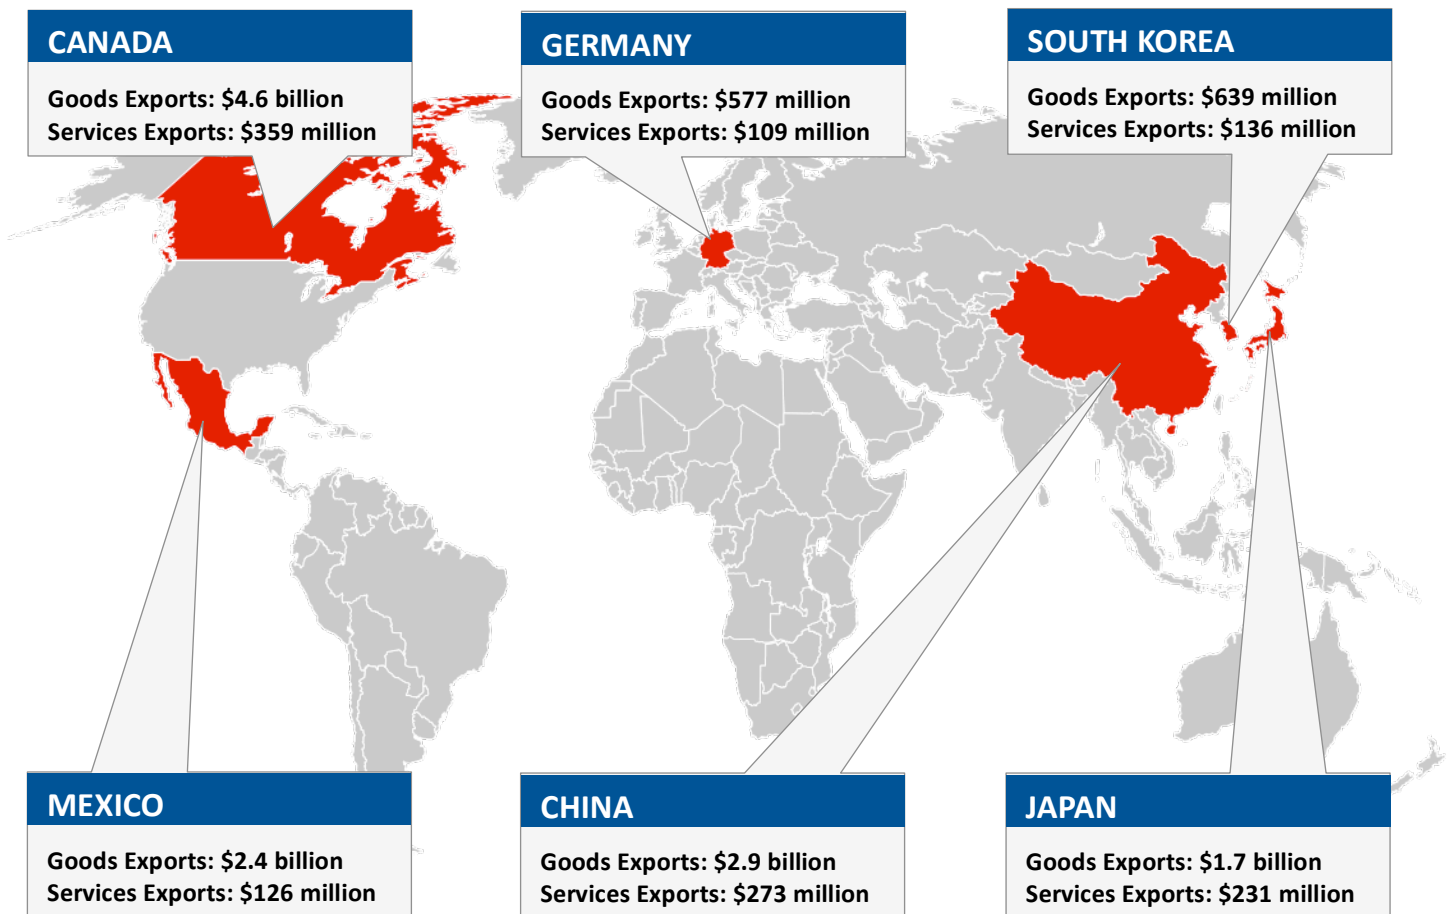 CANADA
Goods Exports: $4.6 billion
Services Exports: $359 million
GERMANY
Goods Exports: $577 million
Services Exports: $109 million
SOUTH KOREA
Goods Exports: $639 million
Services Exports: $136 million
MEXICO
Goods Exports: $2.4 billion
Services Exports: $126 million
CHINA
Goods Exports: $2.9 billion
Services Exports: $273 million
JAPAN
Goods Exports: $1.7 billion
Services Exports: $231 million